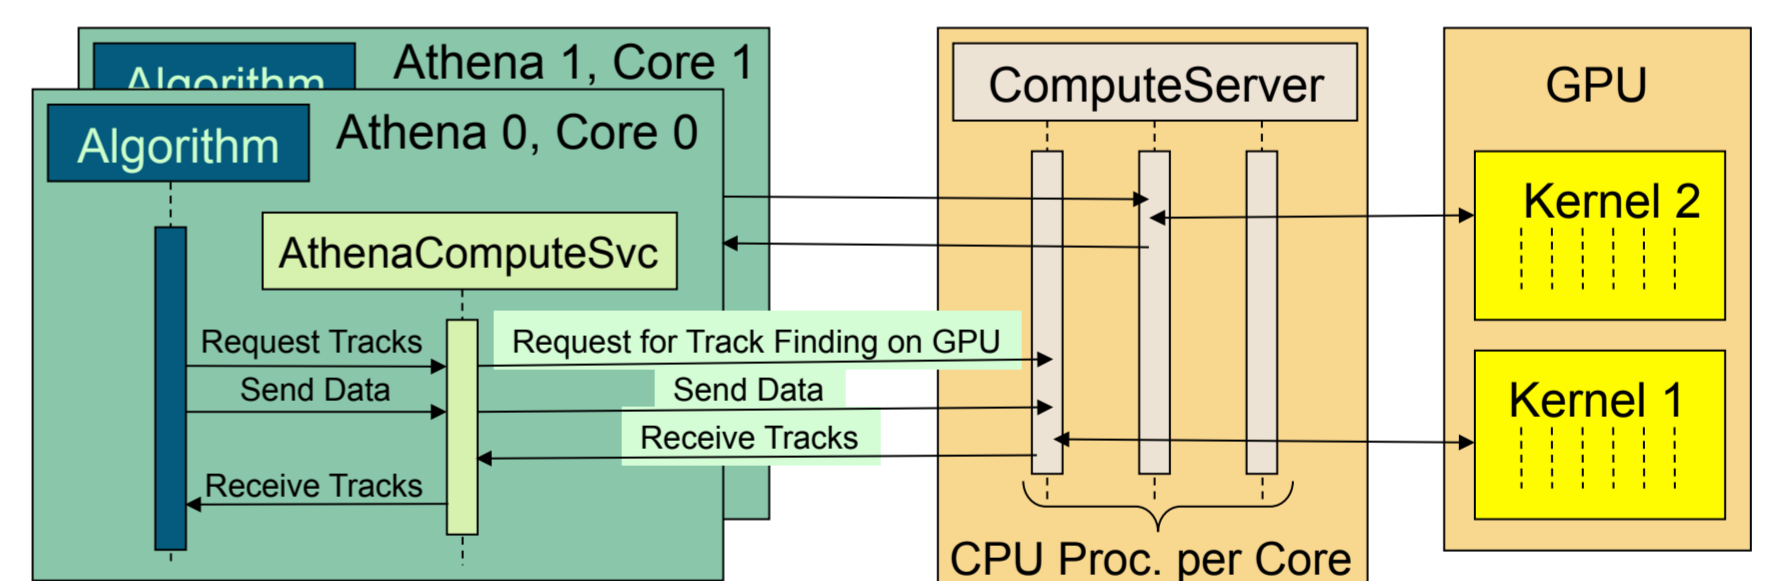 Algorithm
Athena 1, Core 1
Algorithm
Athena 0, Core 0
AthenaComputeSvc
Request Tracks
Send Data
Receive Tracks
Request for Track Finding on GPU
Send Data
Receive Tracks
ComputeServer
CPU Proc. per Core
GPU
Kernel 2
Kernel 1